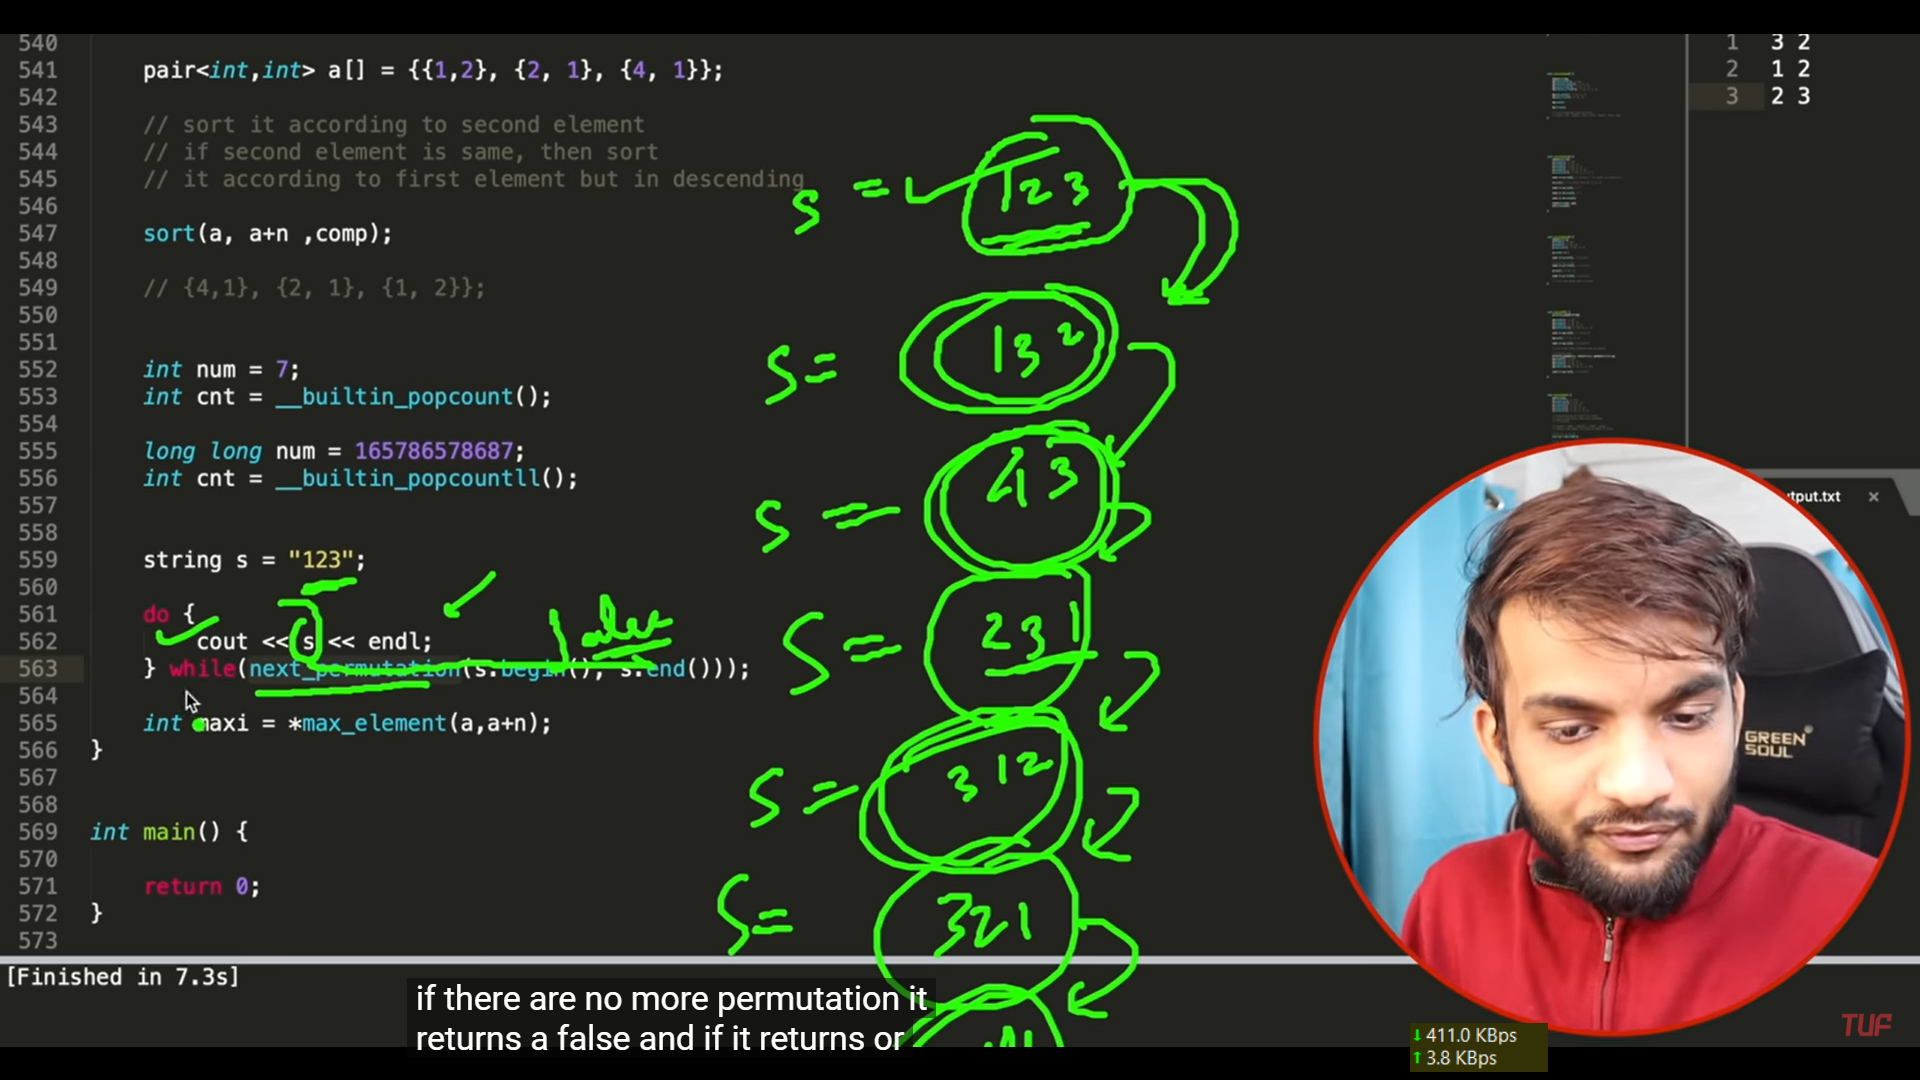 540
541 pair<int,int> a[] = {{1,2}, {2, 1}, {4, 1}};
542
543 // sort it according to second element
544 // if second element is same, then sort
545 // it according to first element but in descending
546
547 sort(a, a+n ,comp);
548
549 // {4,1}, {2, 1}, {1, 2}};
550
551
552 int num = 7;
553 int cnt = __builtin_popcount();
554
555 long long num = 165786578687;
556 int cnt = __builtin_popcountll();
557
558
559 string s = "123";
560
561 do {
562 cout << s << endl;
563 } while(next_permutation(s.begin(), s.end()));
564
565 int maxi = *max_element(a,a+n);
566 }
567
568
569 int main() {
570
571 return 0;
572 }
573
[Finished in 7.3s]
s = 123
s = 132
s = 
s = 231
s = 312
s = 321
1 3 2
2 1 2
3 2 3
utput.txt ×
GREEN
SOUL
if there are no more permutation it
returns a false and if it returns or
TUF
↓ 411.0 KBps
↑ 3.8 KBps